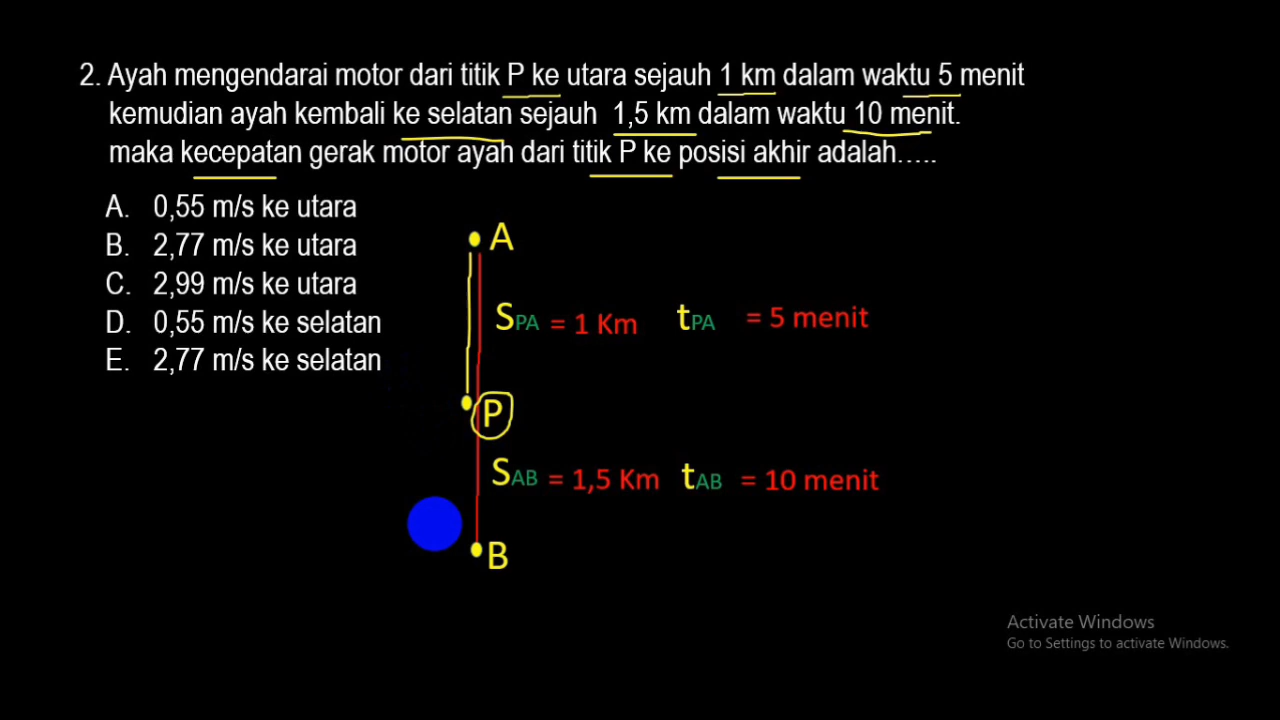 2. Ayah mengendarai motor dari titik P ke utara sejauh 1 km dalam waktu 5 menit
kemudian ayah kembali ke selatan sejauh 1,5 km dalam waktu 10 menit.
maka kecepatan gerak motor ayah dari titik P ke posisi akhir adalah…..
A. 0,55 m/s ke utara
B. 2,77 m/s ke utara
C. 2,99 m/s ke utara
D. 0,55 m/s ke selatan
E. 2,77 m/s ke selatan
A
SPA = 1 Km tPA = 5 menit
P
SAB = 1,5 Km tAB = 10 menit
B
Activate Windows
Go to Settings to activate Windows.